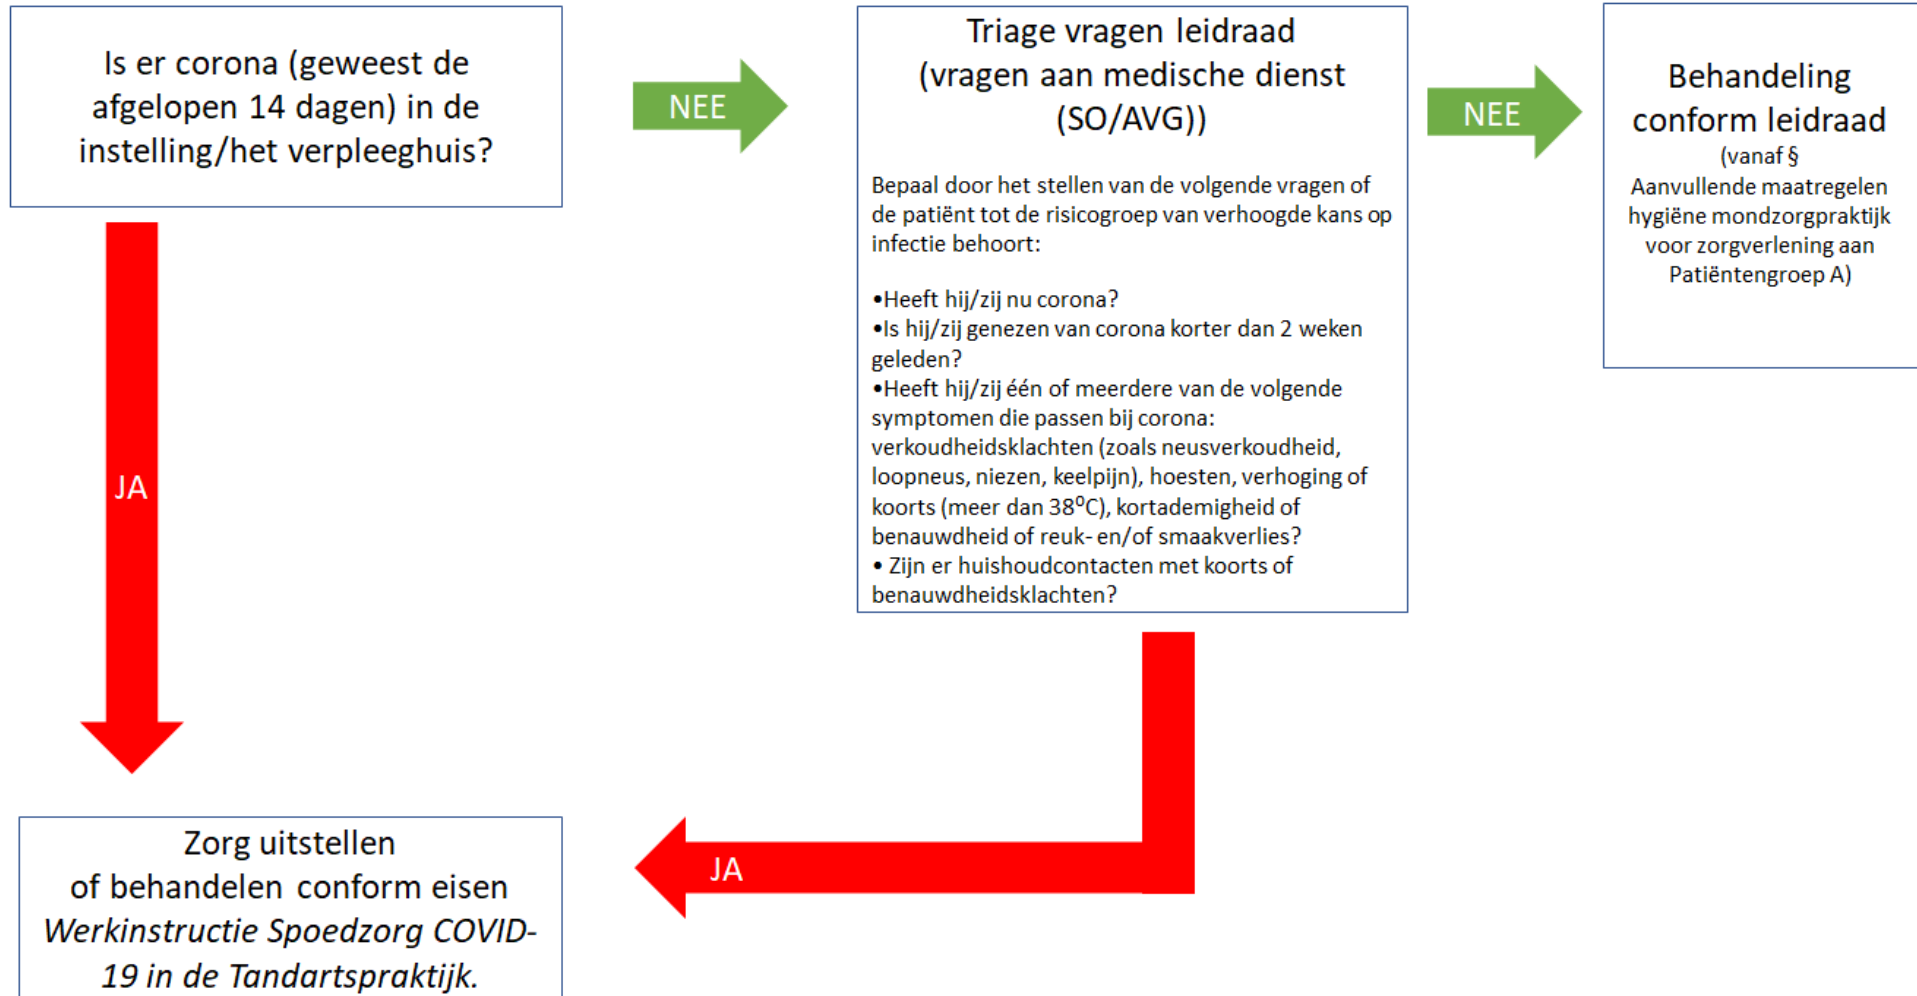 Is er corona (geweest de
afgelopen 14 dagen) in de
instelling/het verpleeghuis?
NEE
Triage vragen leidraad
(vragen aan medische dienst
(SO/AVG))
Bepaal door het stellen van de volgende vragen of
de patiënt tot de risicogroep van verhoogde kans op
infectie behoort:
•Heeft hij/zij nu corona?
•Is hij/zij genezen van corona korter dan 2 weken
geleden?
•Heeft hij/zij één of meerdere van de volgende
symptomen die passen bij corona:
verkoudheidsklachten (zoals neusverkoudheid,
loopneus, niezen, keelpijn), hoesten, verhoging of
koorts (meer dan 38⁰C), kortademigheid of
benauwdheid of reuk- en/of smaakverlies?
• Zijn er huishoudcontacten met koorts of
benauwdheidsklachten?
NEE
Behandeling
conform leidraad
(vanaf §
Aanvullende maatregelen
hygiëne mondzorgpraktijk
voor zorgverlening aan
Patiëntengroep A)
JA
JA
Zorg uitstellen
of behandelen conform eisen
Werkinstructie Spoedzorg COVID-
19 in de Tandartspraktijk.